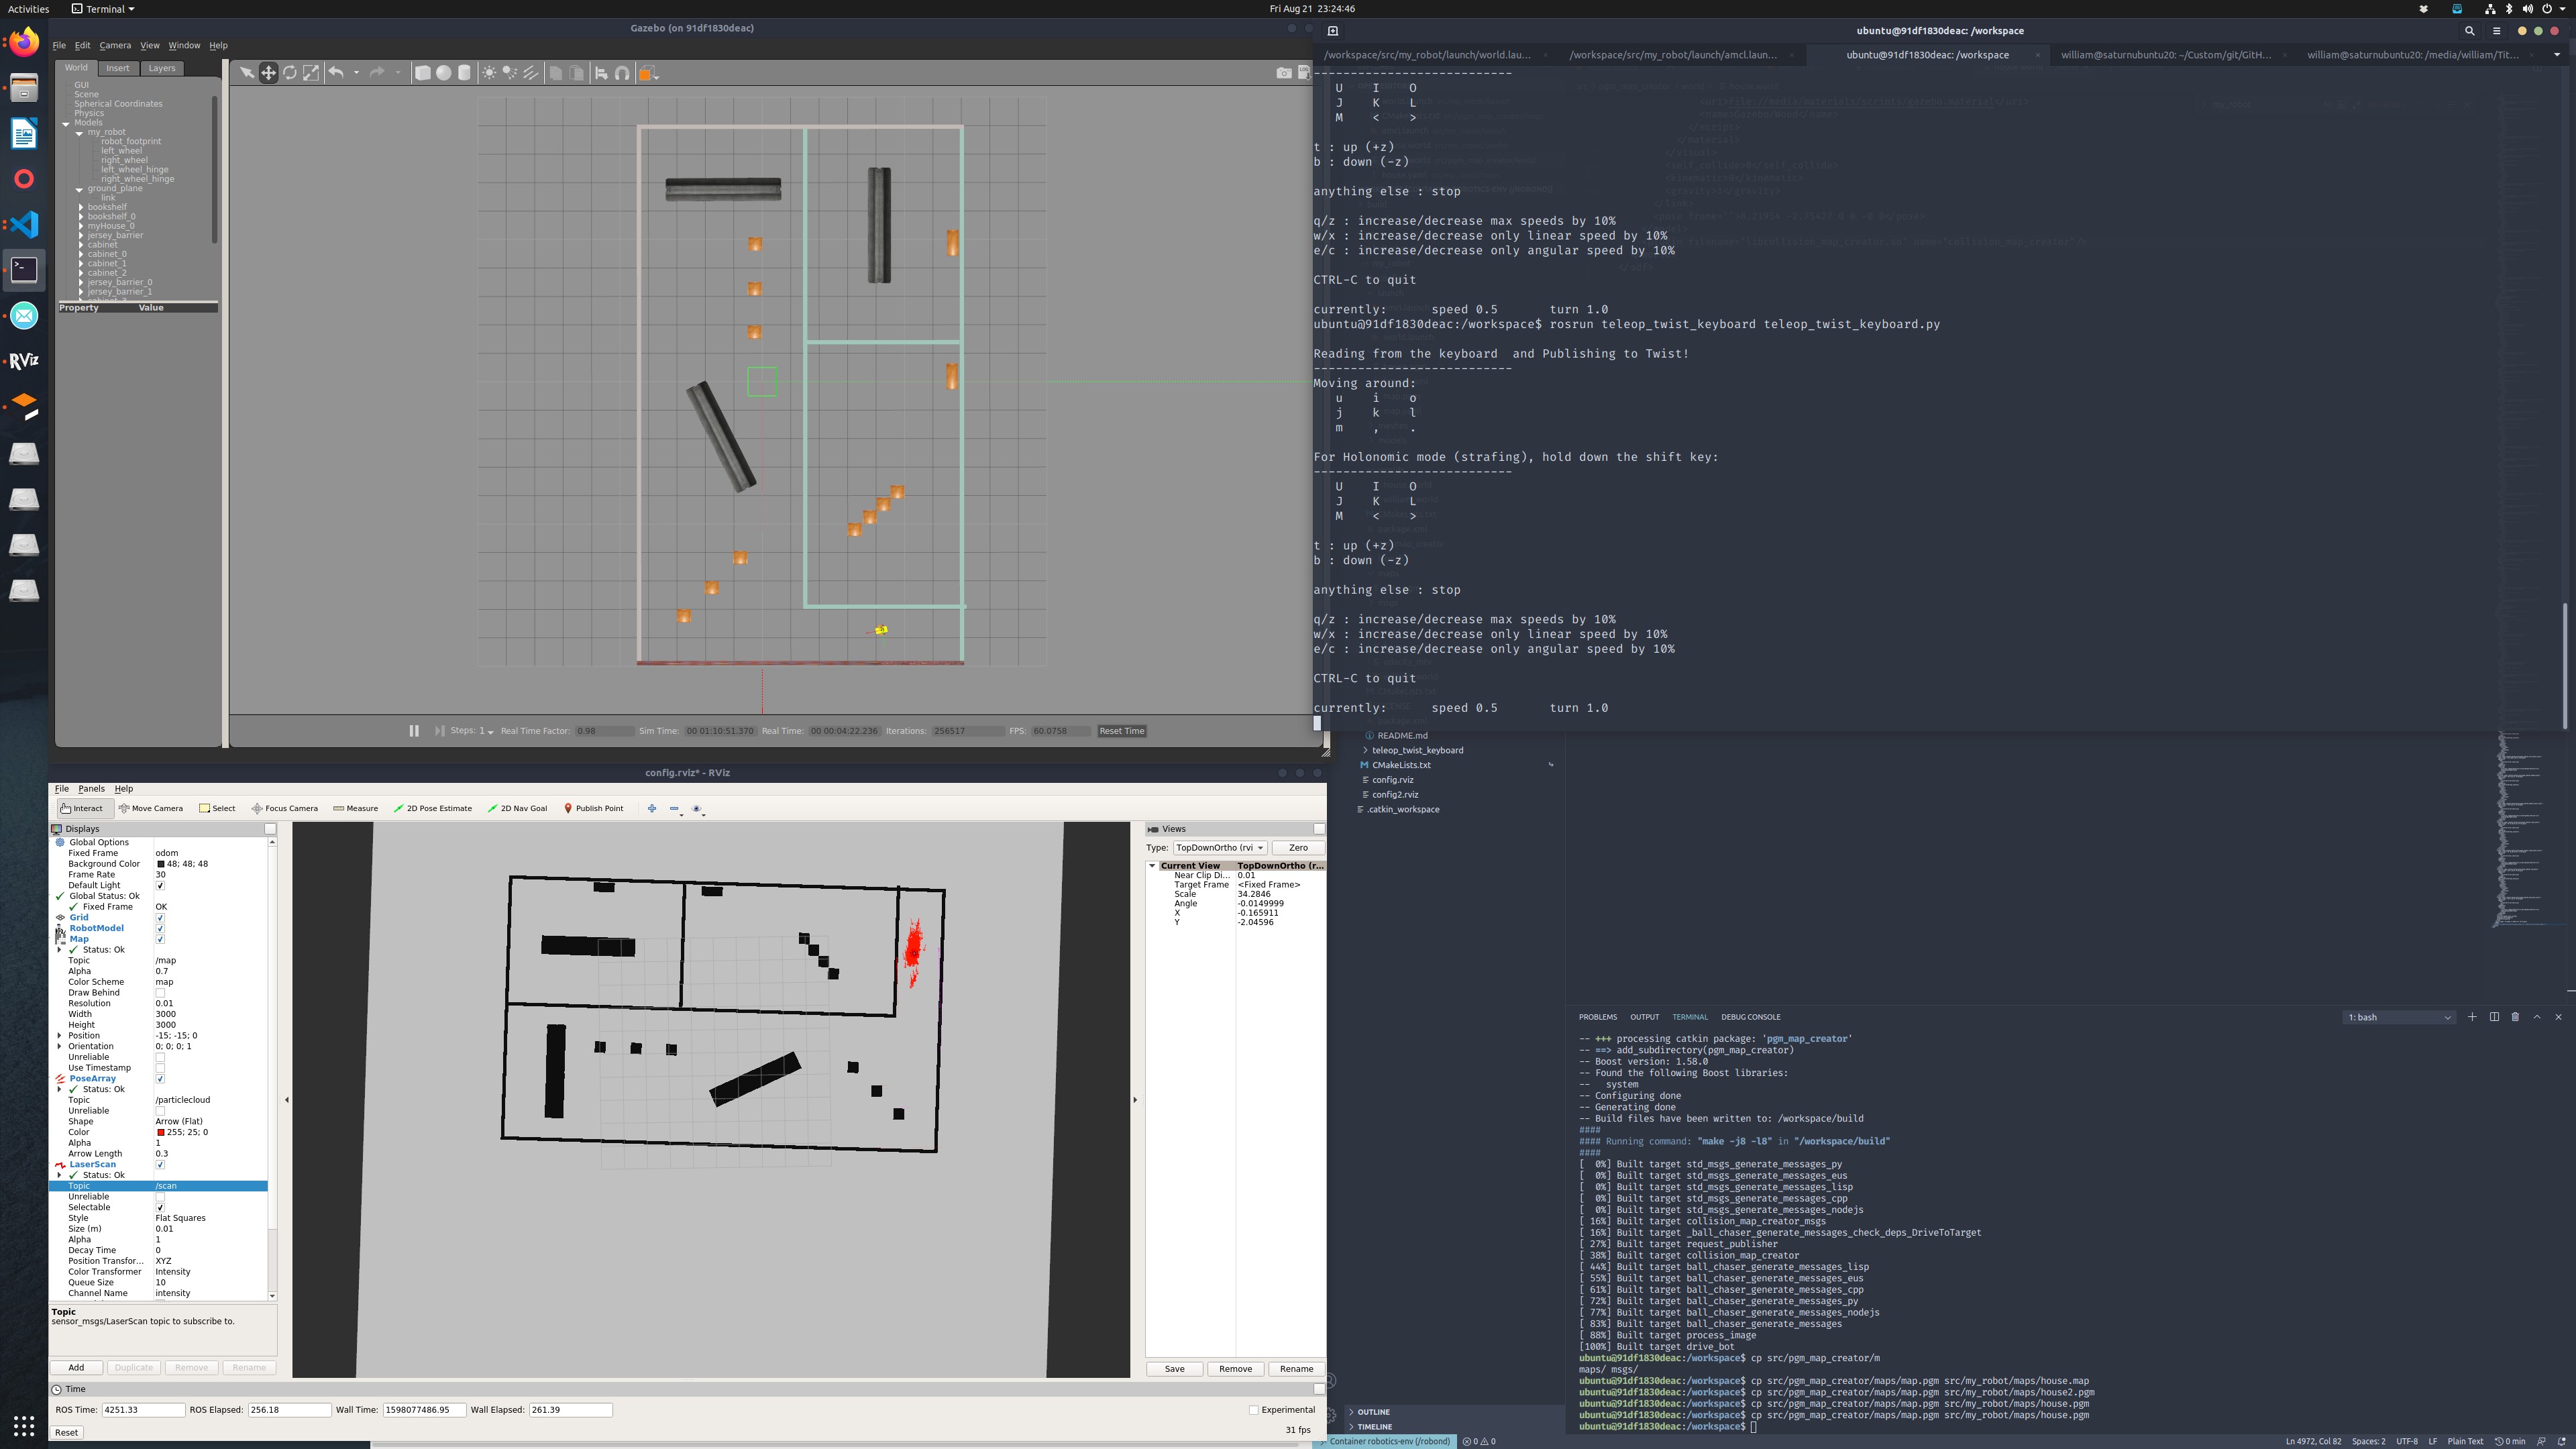 Activities
Terminal
Fri Aug 21 23:24:46
Gazebo (on 91df1830deac)
File Edit Camera View Window Help
World Insert Layers
GUI
Scene
Spherical Coordinates
Physics
Models
my_robot
robot_footprint
left_wheel
right_wheel
left_wheel_hinge
right_wheel_hinge
ground_plane
link
bookshelf
bookshelf_0
myHouse_0
jersey_barrier
cabinet
cabinet_0
cabinet_1
cabinet_2
jersey_barrier_0
jersey_barrier_1
Property Value
Steps: 1 Real Time Factor: 0.98 Sim Time: 00 01:10:51.370 Real Time: 00 00:04:22.236 Iterations: 256517 FPS: 60.0758 Reset Time
ubuntu@91df1830deac: /workspace
/workspace/src/my_robot/launch/world.lau...
/workspace/src/my_robot/launch/amcl.laun...
ubuntu@91df1830deac: /workspace
william@saturnubuntu20: ~/Custom/git/GitH...
william@saturnubuntu20: /media/william/Tit...
---------------------------
U I O
J K L
M < >
t : up (+z)
b : down (-z)
anything else : stop
q/z : increase/decrease max speeds by 10%
w/x : increase/decrease only linear speed by 10%
e/c : increase/decrease only angular speed by 10%
CTRL-C to quit
currently: speed 0.5 turn 1.0
ubuntu@91df1830deac:/workspace$ rosrun teleop_twist_keyboard teleop_twist_keyboard.py
Reading from the keyboard and Publishing to Twist!
---------------------------
Moving around:
u i o
j k l
m , .
For Holonomic mode (strafing), hold down the shift key:
---------------------------
U I O
J K L
M < >
t : up (+z)
b : down (-z)
anything else : stop
q/z : increase/decrease max speeds by 10%
w/x : increase/decrease only linear speed by 10%
e/c : increase/decrease only angular speed by 10%
CTRL-C to quit
currently: speed 0.5 turn 1.0
README.md
teleop_twist_keyboard
CMakeLists.txt
config.rviz
config2.rviz
.catkin_workspace
OUTLINE
TIMELINE
config.rviz* - RViz
File Panels Help
Interact Move Camera Select Focus Camera Measure 2D Pose Estimate 2D Nav Goal Publish Point
Displays
Global Options
Fixed Frame odom
Background Color 48; 48; 48
Frame Rate 30
Default Light
Global Status: Ok
Fixed Frame OK
Grid
RobotModel
Map
Status: Ok
Topic /map
Alpha 0.7
Color Scheme map
Draw Behind
Resolution 0.01
Width 3000
Height 3000
Position -15; -15; 0
Orientation 0; 0; 0; 1
Unreliable
Use Timestamp
PoseArray
Status: Ok
Topic /particlecloud
Unreliable
Shape Arrow (Flat)
Color 255; 25; 0
Alpha 1
Arrow Length 0.3
LaserScan
Status: Ok
Topic /scan
Unreliable
Selectable
Style Flat Squares
Size (m) 0.01
Alpha 1
Decay Time 0
Position Transfor... XYZ
Color Transformer Intensity
Queue Size 10
Channel Name intensity
Topic
sensor_msgs/LaserScan topic to subscribe to.
Add Duplicate Remove Rename
Views
Type: TopDownOrtho (rvi Zero
Current View TopDownOrtho (r...
Near Clip Di... 0.01
Target Frame <Fixed Frame>
Scale 34.2846
Angle -0.0149999
X -0.165911
Y -2.04596
Save Remove Rename
Time
ROS Time: 4251.33 ROS Elapsed: 256.18 Wall Time: 1598077486.95 Wall Elapsed: 261.39 Experimental
Reset
31 fps
PROBLEMS OUTPUT TERMINAL DEBUG CONSOLE 1: bash
-- +++ processing catkin package: 'pgm_map_creator'
-- ==> add_subdirectory(pgm_map_creator)
-- Boost version: 1.58.0
-- Found the following Boost libraries:
-- system
-- Configuring done
-- Generating done
-- Build files have been written to: /workspace/build
####
#### Running command: "make -j8 -l8" in "/workspace/build"
####
[ 0%] Built target std_msgs_generate_messages_py
[ 0%] Built target std_msgs_generate_messages_eus
[ 0%] Built target std_msgs_generate_messages_lisp
[ 0%] Built target std_msgs_generate_messages_cpp
[ 0%] Built target std_msgs_generate_messages_nodejs
[ 16%] Built target collision_map_creator_msgs
[ 16%] Built target _ball_chaser_generate_messages_check_deps_DriveToTarget
[ 27%] Built target request_publisher
[ 38%] Built target collision_map_creator
[ 44%] Built target ball_chaser_generate_messages_lisp
[ 55%] Built target ball_chaser_generate_messages_eus
[ 61%] Built target ball_chaser_generate_messages_cpp
[ 72%] Built target ball_chaser_generate_messages_py
[ 77%] Built target ball_chaser_generate_messages_nodejs
[ 83%] Built target ball_chaser_generate_messages
[ 88%] Built target process_image
[100%] Built target drive_bot
ubuntu@91df1830deac:/workspace$ cp src/pgm_map_creator/m
maps/ msgs/
ubuntu@91df1830deac:/workspace$ cp src/pgm_map_creator/maps/map.pgm src/my_robot/maps/house.map
ubuntu@91df1830deac:/workspace$ cp src/pgm_map_creator/maps/map.pgm src/my_robot/maps/house2.pgm
ubuntu@91df1830deac:/workspace$ cp src/pgm_map_creator/maps/map.pgm src/my_robot/maps/house.pgm
ubuntu@91df1830deac:/workspace$ cp src/pgm_map_creator/maps/map.pgm src/my_robot/maps/house.pgm
ubuntu@91df1830deac:/workspace$
Container robotics-env (/robond) 0 0 Ln 4972, Col 82 Spaces: 2 UTF-8 LF Plain Text 0 min